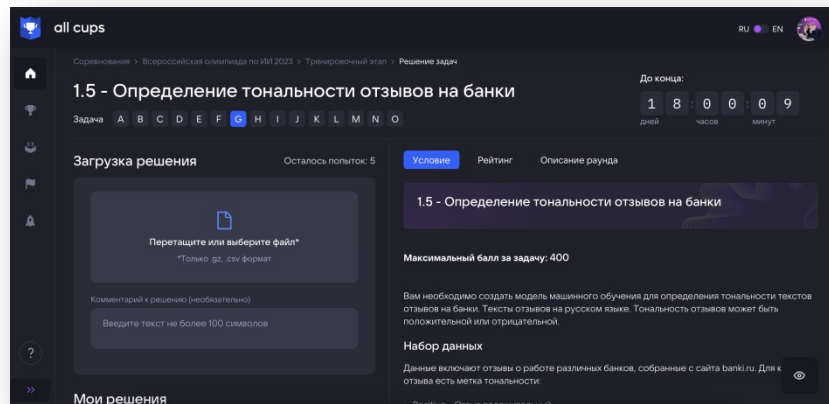 all cups
RU EN
Соревнования > Всероссийская олимпиада по ИИ 2023 > Тренировочный этап > Решение задач
1.5 - Определение тональности отзывов на банки
До конца:
1 8 : 0 0 : 0 9
дней часов минут
Задача A B C D E F G H I J K L M N O
Загрузка решения
Осталось попыток: 5
Перетащите или выберите файл*
*Только .gz, .csv формат
Комментарий к решению (необязательно)
Введите текст не более 100 символов
Мои решения
Условие Рейтинг Описание раунда
1.5 - Определение тональности отзывов на банки
Максимальный балл за задачу: 400
Вам необходимо создать модель машинного обучения для определения тональности текстов
отзывов на банки. Тексты отзывов на русском языке. Тональность отзывов может быть
положительной или отрицательной.
Набор данных
Данные включают отзывы о работе различных банков, собранные с сайта banki.ru. Для к
отзыва есть метка тональности:
?
>>